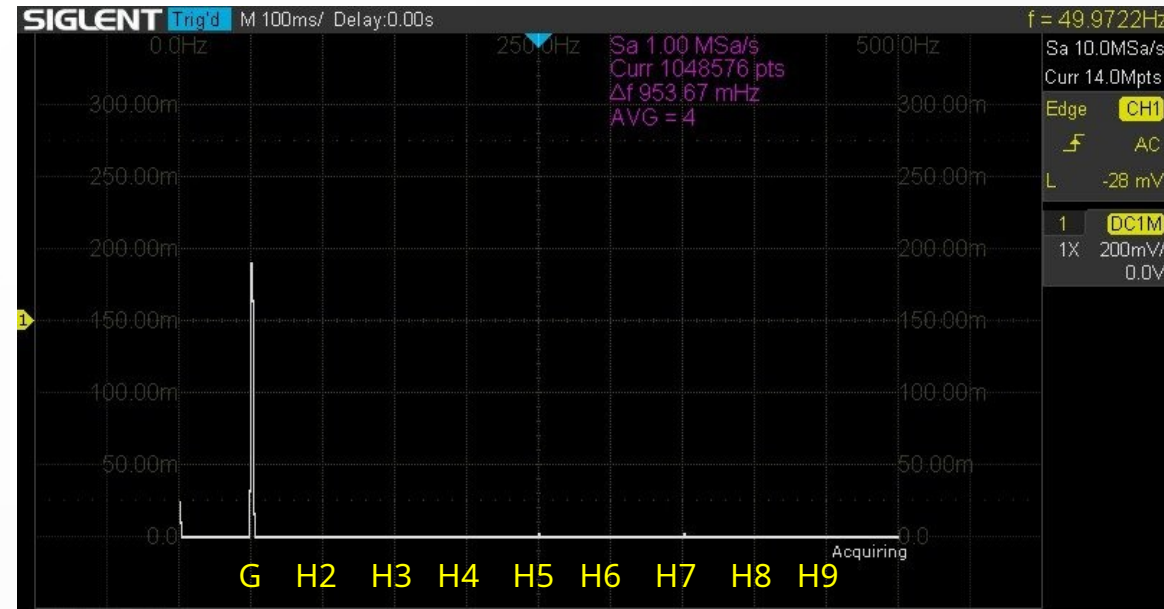 SIGLENT Trig'd M 100ms/ Delay:0.00s f = 49.9722Hz
0.0Hz 250.0Hz 500.0Hz
Sa 1.00 MSa/s
Curr 1048576 pts
Δf 953.67 mHz
AVG = 4
Sa 10.0MSa/s
Curr 14.0Mpts
Edge CH1
AC
L -28 mV
1 DC1M
1X 200mV/
0.0V
300.00m 300.00m
250.00m 250.00m
200.00m 200.00m
1 150.00m 150.00m
100.00m 100.00m
50.00m 50.00m
0.0 0.0
Acquiring
G H2 H3 H4 H5 H6 H7 H8 H9